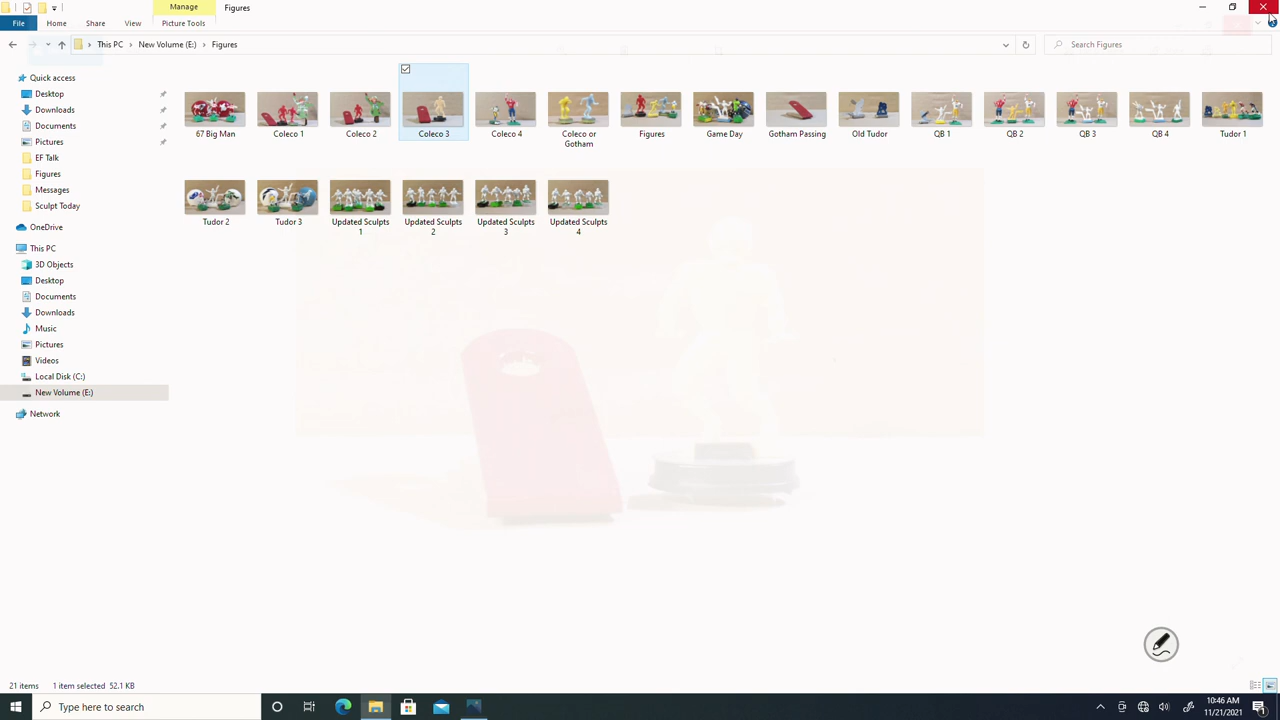 Manage
Figures
File
Home
Share
View
Picture Tools
This PC
New Volume (E:)
Figures
Search Figures
Quick access
Desktop
Downloads
Documents
Pictures
EF Talk
Figures
Messages
Sculpt Today
OneDrive
This PC
3D Objects
Desktop
Documents
Downloads
Music
Pictures
Videos
Local Disk (C:)
New Volume (E:)
Network
67 Big Man
Coleco 1
Coleco 2
Coleco 3
Coleco 4
Coleco or
Gotham
Figures
Game Day
Gotham Passing
Old Tudor
QB 1
QB 2
QB 3
QB 4
Tudor 1
Tudor 2
Tudor 3
Updated Sculpts
1
Updated Sculpts
2
Updated Sculpts
3
Updated Sculpts
4
21 items
1 item selected 52.1 KB
Type here to search
10:46 AM
11/21/2021